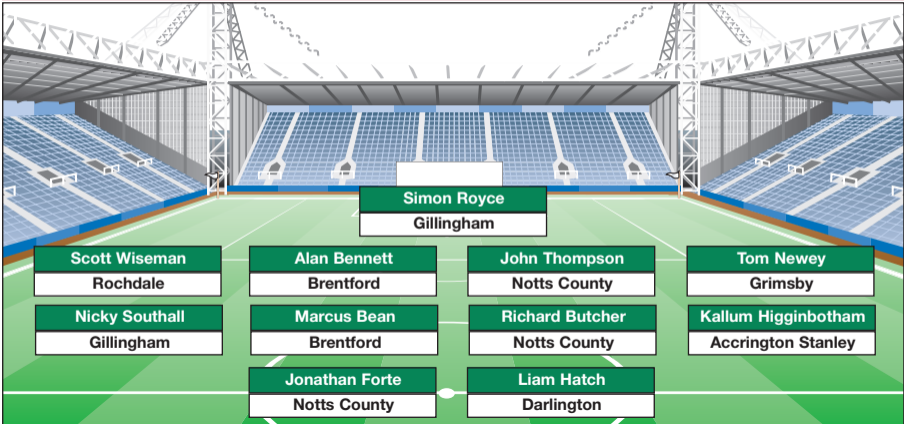 Simon Royce
Gillingham
Scott Wiseman
Rochdale
Alan Bennett
Brentford
John Thompson
Notts County
Tom Newey
Grimsby
Nicky Southall
Gillingham
Marcus Bean
Brentford
Richard Butcher
Notts County
Kallum Higginbotham
Accrington Stanley
Jonathan Forte
Notts County
Liam Hatch
Darlington